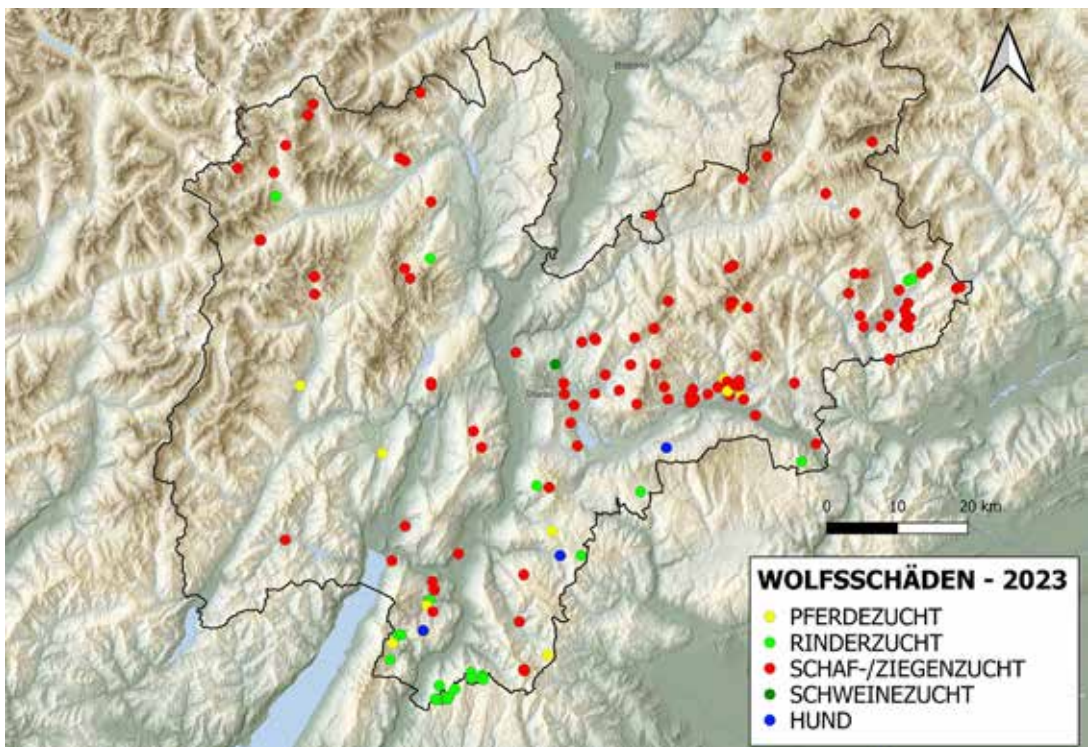 0 10 20 km
WOLFSSCHÄDEN - 2023
PFERDEZUCHT
RINDERZUCHT
SCHAF-/ZIEGENZUCHT
SCHWEINEZUCHT
HUND